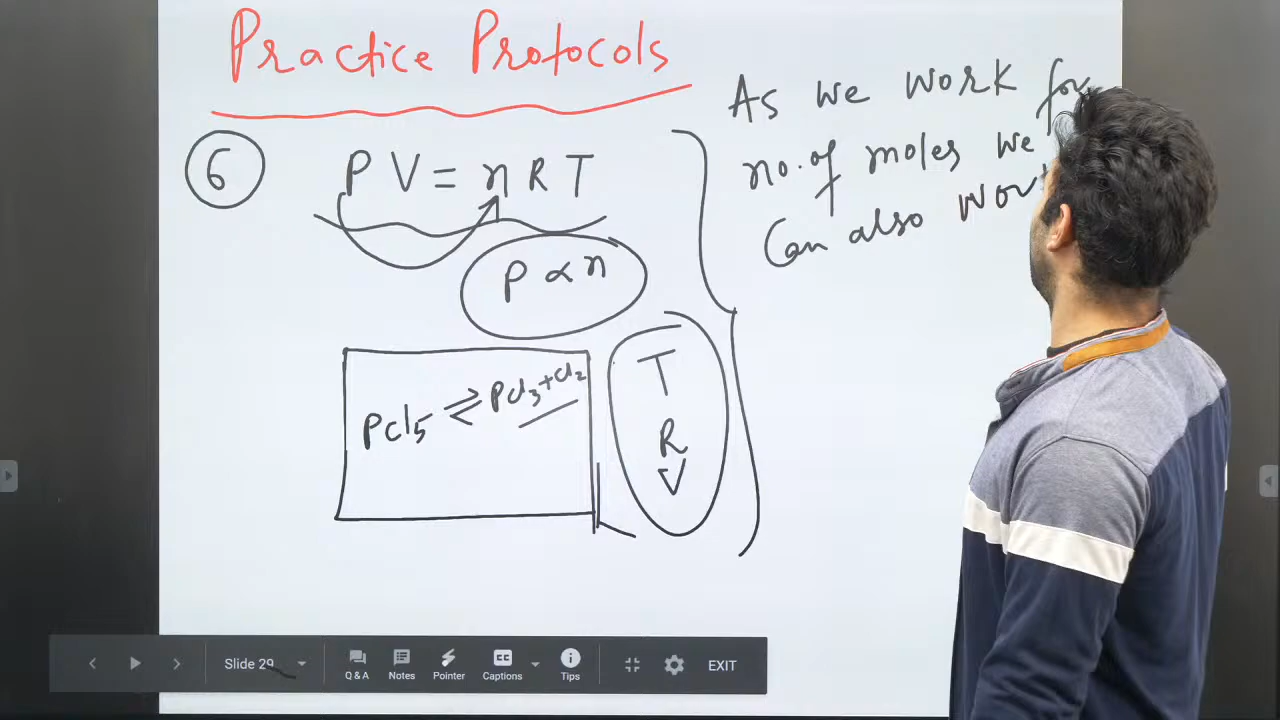 Practice Protocols
6
PV = nRT
P ∝ n
PCl5 ⇌ PCl3 + Cl2
T
R
V
As we work for
no. of moles we
Can also
Slide 29
Q & A
Notes
Pointer
CC
Captions
Tips
EXIT